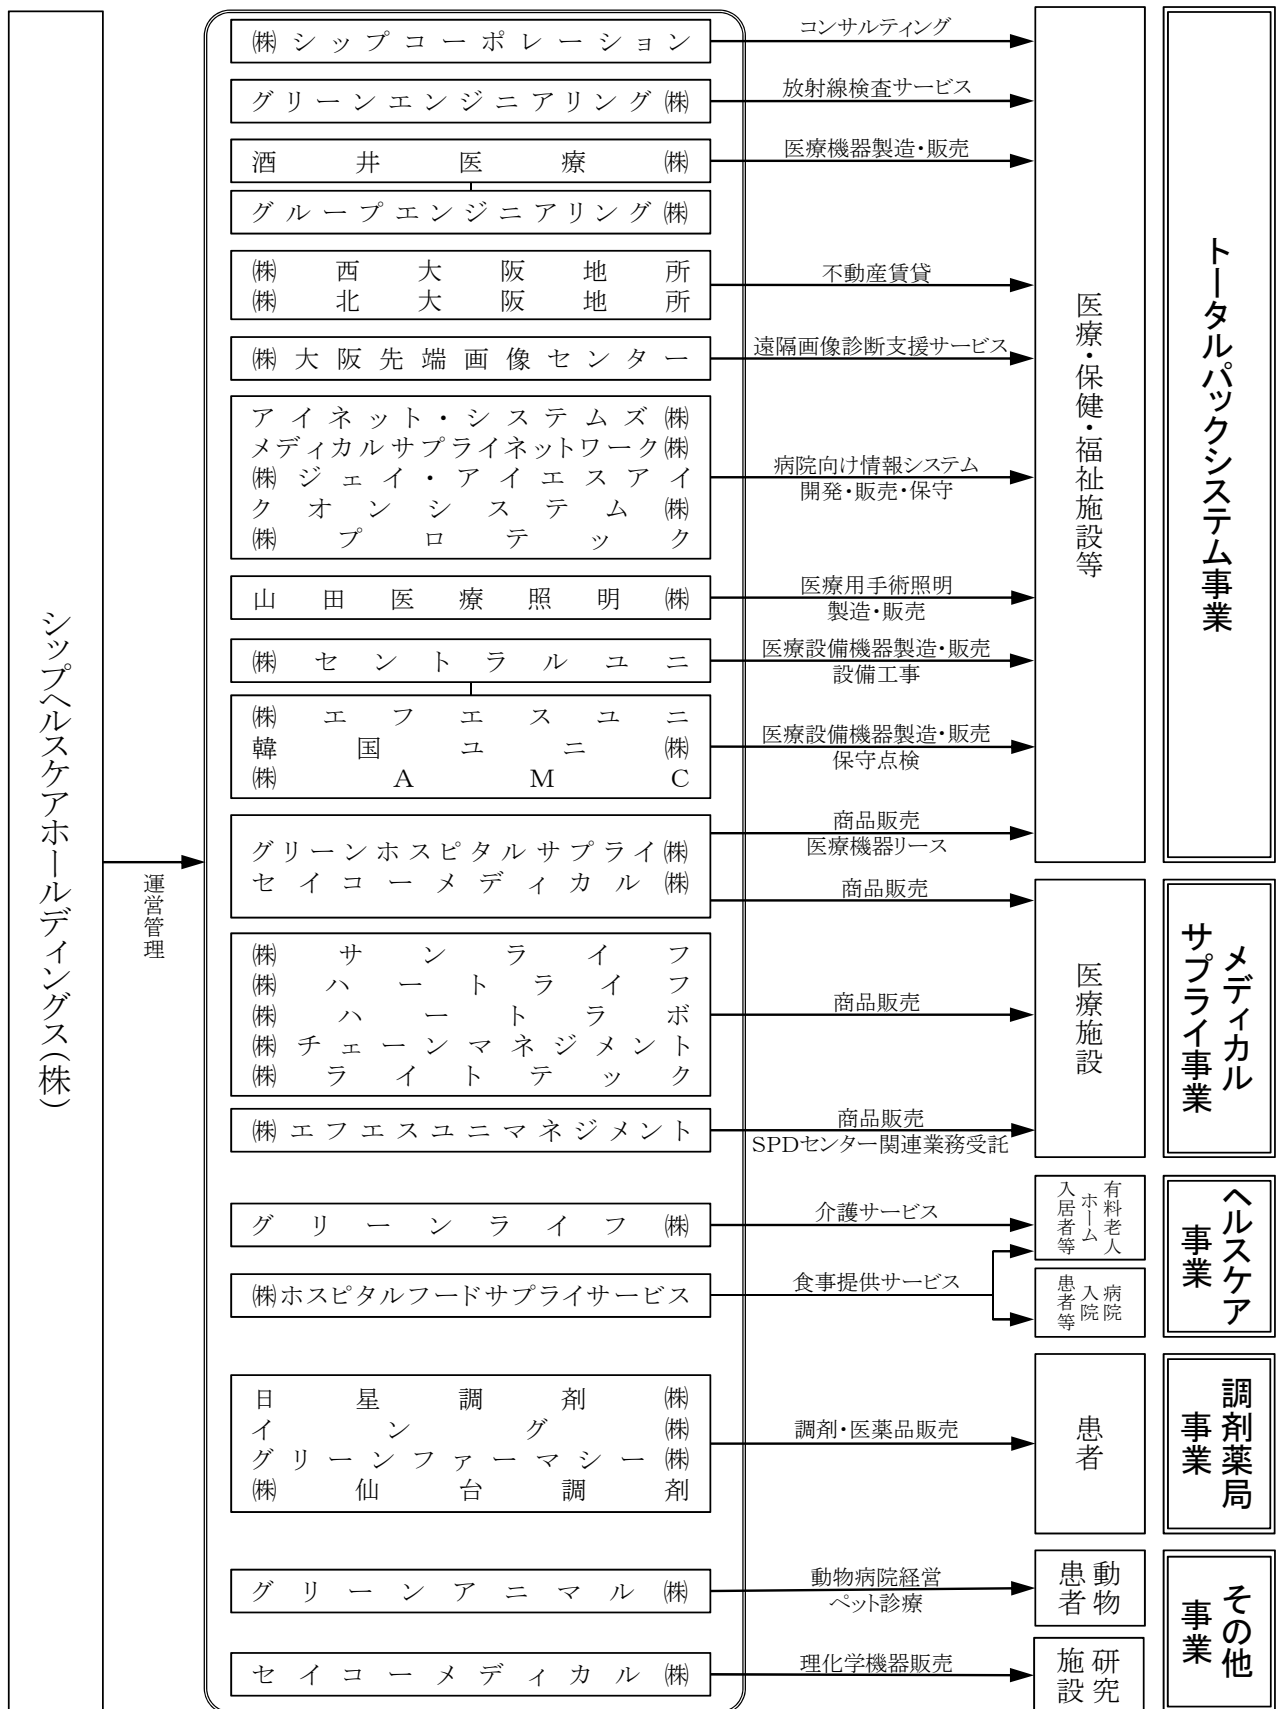 シップヘルスケアホールディングス(株)
運営管理
㈱シップコーポレーション
コンサルティング
グリーンエンジニアリング㈱
放射線検査サービス
酒井医療㈱
医療機器製造・販売
グループエンジニアリング㈱
㈱西大阪地所
㈱北大阪地所
不動産賃貸
㈱大阪先端画像センター
遠隔画像診断支援サービス
アイネット・システムズ㈱
メディカルサプライネットワーク㈱
㈱ジェイ・アイエスアイ
クオンシステム㈱
㈱プロテック
病院向け情報システム
開発・販売・保守
山田医療照明㈱
医療用手術照明
製造・販売
㈱セントラルユニ
医療設備機器製造・販売
設備工事
㈱エフエスユニ
韓国ユニ㈱
㈱AMC
医療設備機器製造・販売
保守点検
グリーンホスピタルサプライ㈱
セイコーメディカル㈱
商品販売
医療機器リース
商品販売
医療・保健・福祉施設等
トータルパックシステム事業
㈱サンライフ
㈱ハートライフ
㈱ハートラボ
㈱チェーンマネジメント
㈱ライトテック
商品販売
㈱エフエスユニマネジメント
商品販売
SPDセンター関連業務受託
医療施設
メディカル
サプライ事業
グリーンライフ㈱
介護サービス
㈱ホスピタルフードサプライサービス
食事提供サービス
有料老人
ホーム
入居者等
病院
入院
患者等
ヘルスケア
事業
日星調剤㈱
イング㈱
グリーンファーマシー㈱
㈱仙台調剤
調剤・医薬品販売
患者
調剤薬局
事業
グリーンアニマル㈱
動物病院経営
ペット診療
動物
患者
セイコーメディカル㈱
理化学機器販売
研究
施設
その他
事業